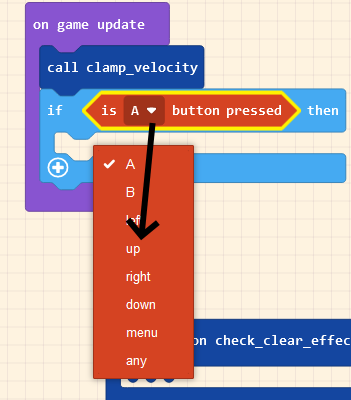 on game update
call clamp_velocity
if is A button pressed then
A
B
left
up
right
down
menu
any
on check_clear_effec